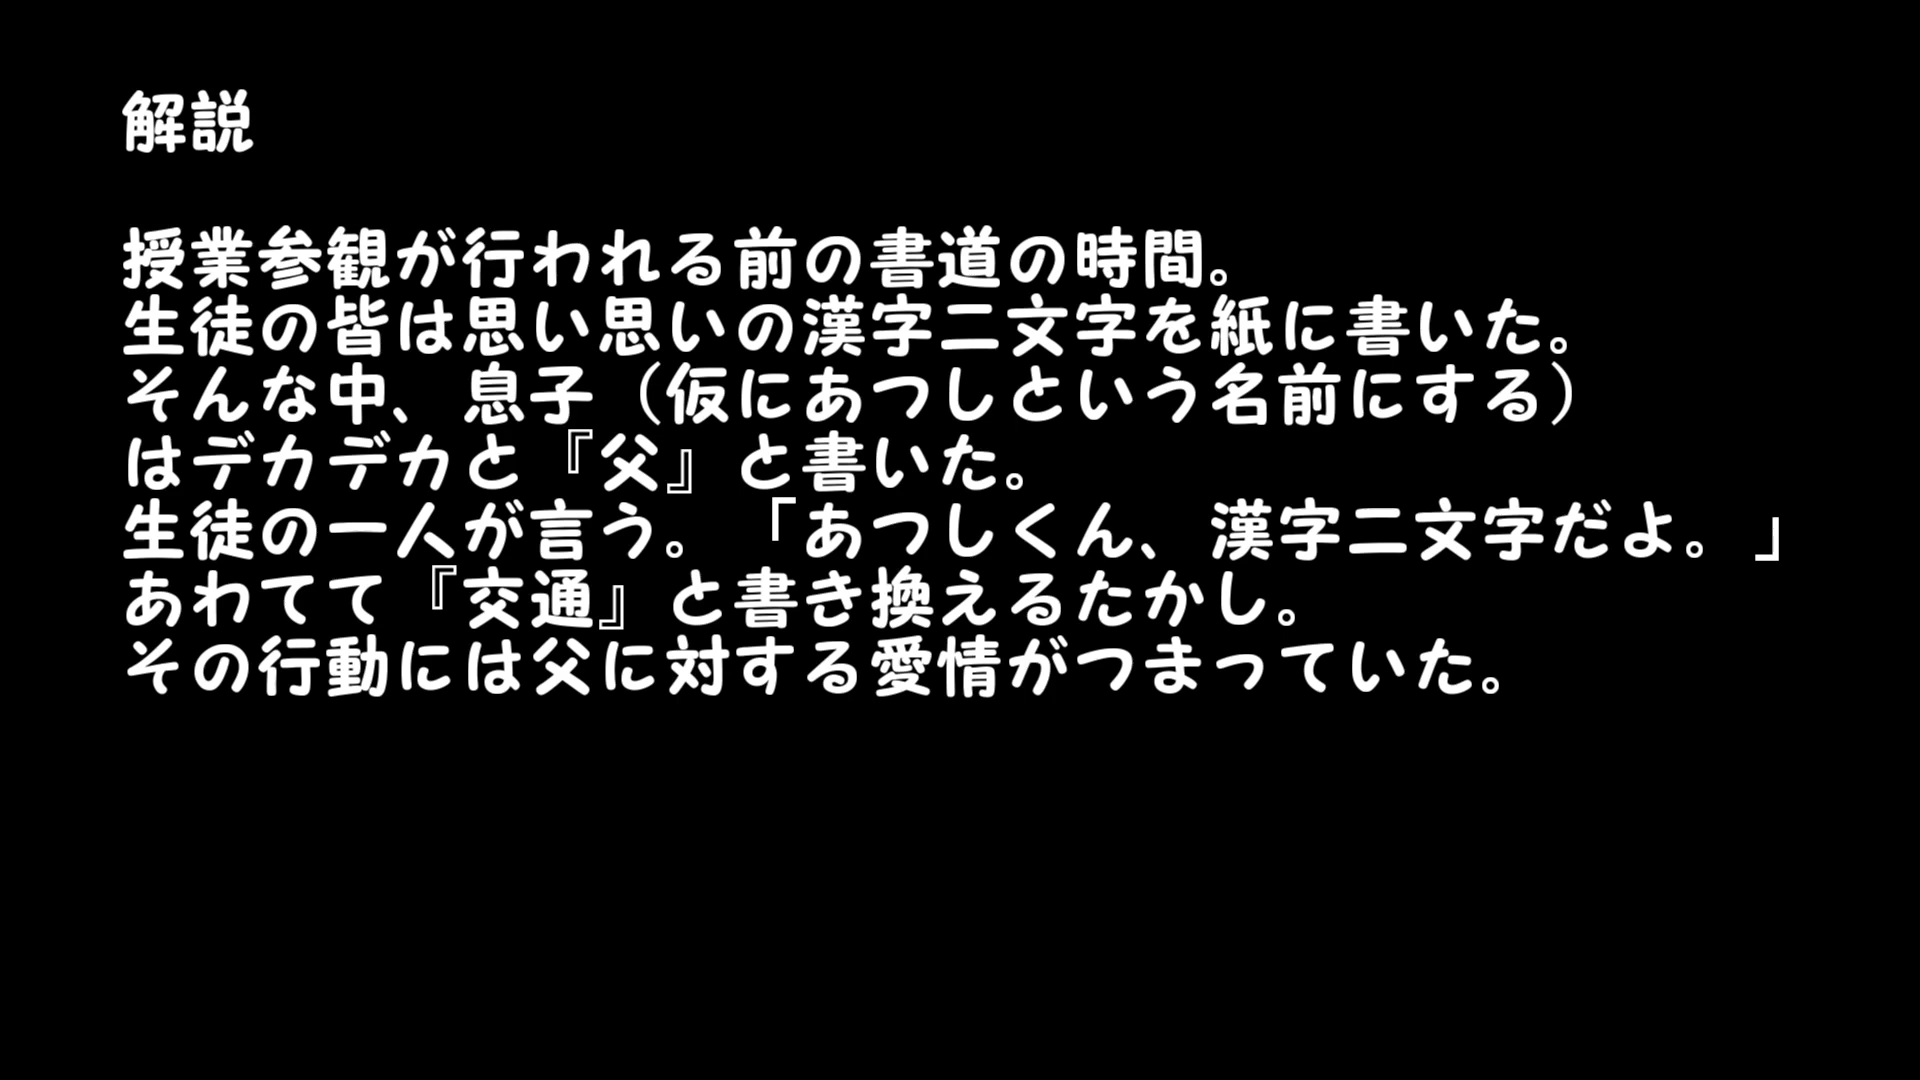 解説
授業参観が行われる前の書道の時間。
生徒の皆は思い思いの漢字二文字を紙に書いた。
そんな中、息子（仮にあつしという名前にする）
はデカデカと『父』と書いた。
生徒の一人が言う。「あつしくん、漢字二文字だよ。」
あわてて『交通』と書き換えるたかし。
その行動には父に対する愛情がつまっていた。